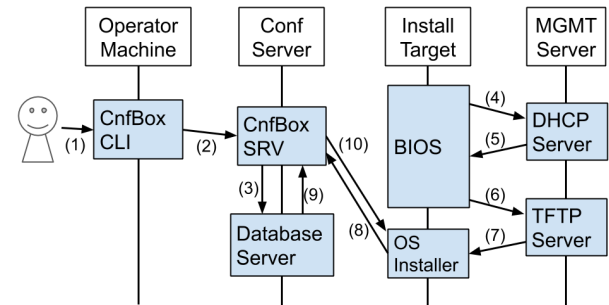 Operator
Machine
Conf
Server
Install
Target
MGMT
Server
CnfBox
CLI
CnfBox
SRV
BIOS
DHCP
Server
(1)
(2)
(3)
(4)
(5)
(6)
(7)
(8)
(9)
(10)
Database
Server
OS
Installer
TFTP
Server